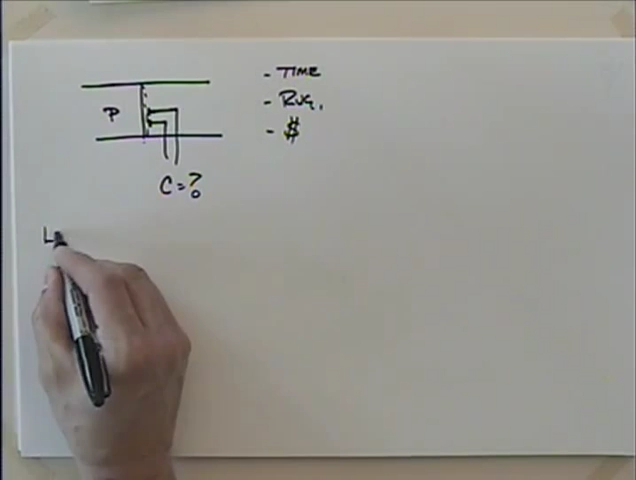 - TIME
P
- RUG.
- $
C = ?
L